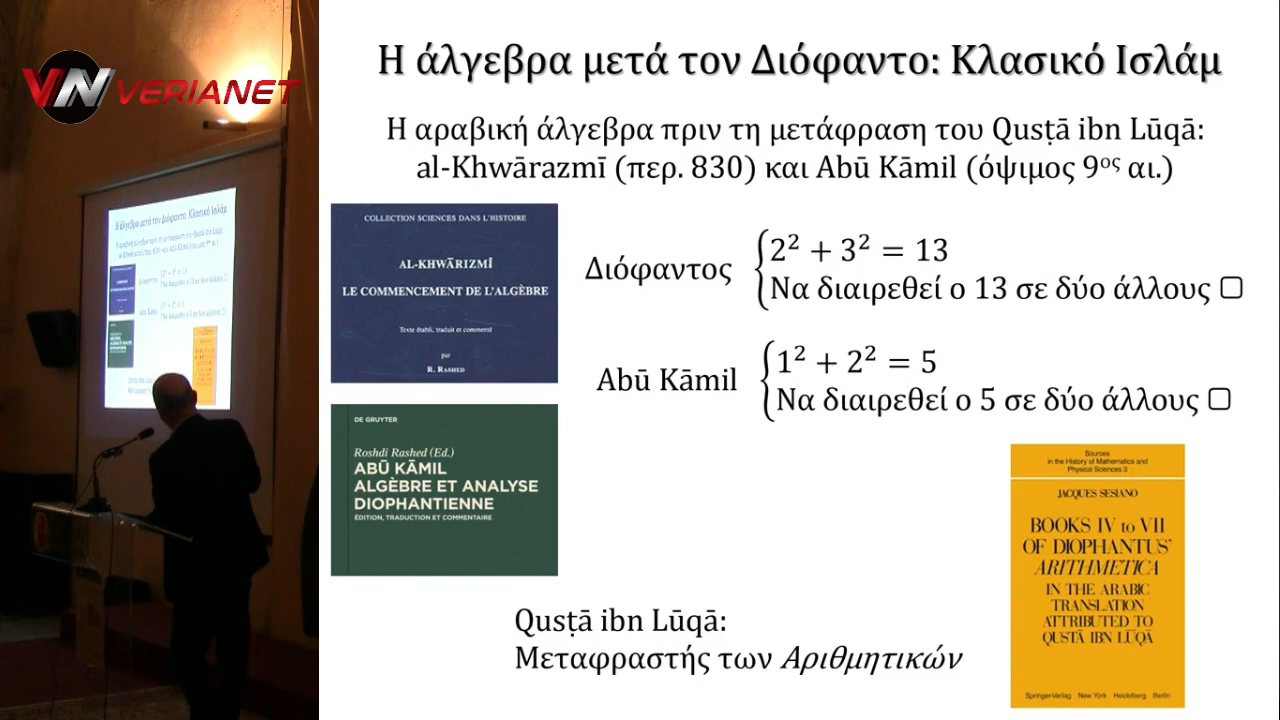 VN VERIANET
Η άλγεβρα μετά τον Διόφαντο: Κλασικό Ισλάμ
Η αραβική άλγεβρα πριν τη μετάφραση του Qusṭā ibn Lūqā:
al-Khwārazmī (περ. 830) και Abū Kāmil (όψιμος 9ος αι.)
COLLECTION SCIENCES DANS L'HISTOIRE
AL-KHWĀRIZMĪ
LE COMMENCEMENT DE L'ALGÈBRE
Texte établi, traduit et commenté
par
R. RASHED
Διόφαντος
2² + 3² = 13
Να διαιρεθεί ο 13 σε δύο άλλους □
Abū Kāmil
1² + 2² = 5
Να διαιρεθεί ο 5 σε δύο άλλους □
DE GRUYTER
Roshdi Rashed (Ed.)
ABŪ KĀMIL
ALGÈBRE ET ANALYSE
DIOPHANTIENNE
ÉDITION, TRADUCTION ET COMMENTAIRE
Sources
in the History of Mathematics and
Physical Sciences 3
JACQUES SESIANO
BOOKS IV to VII
OF DIOPHANTUS'
ARITHMETICA
IN THE ARABIC
TRANSLATION
ATTRIBUTED TO
QUSṬĀ IBN LŪQĀ
Springer-Verlag New York Heidelberg Berlin
Qusṭā ibn Lūqā:
Μεταφραστής των Αριθμητικών